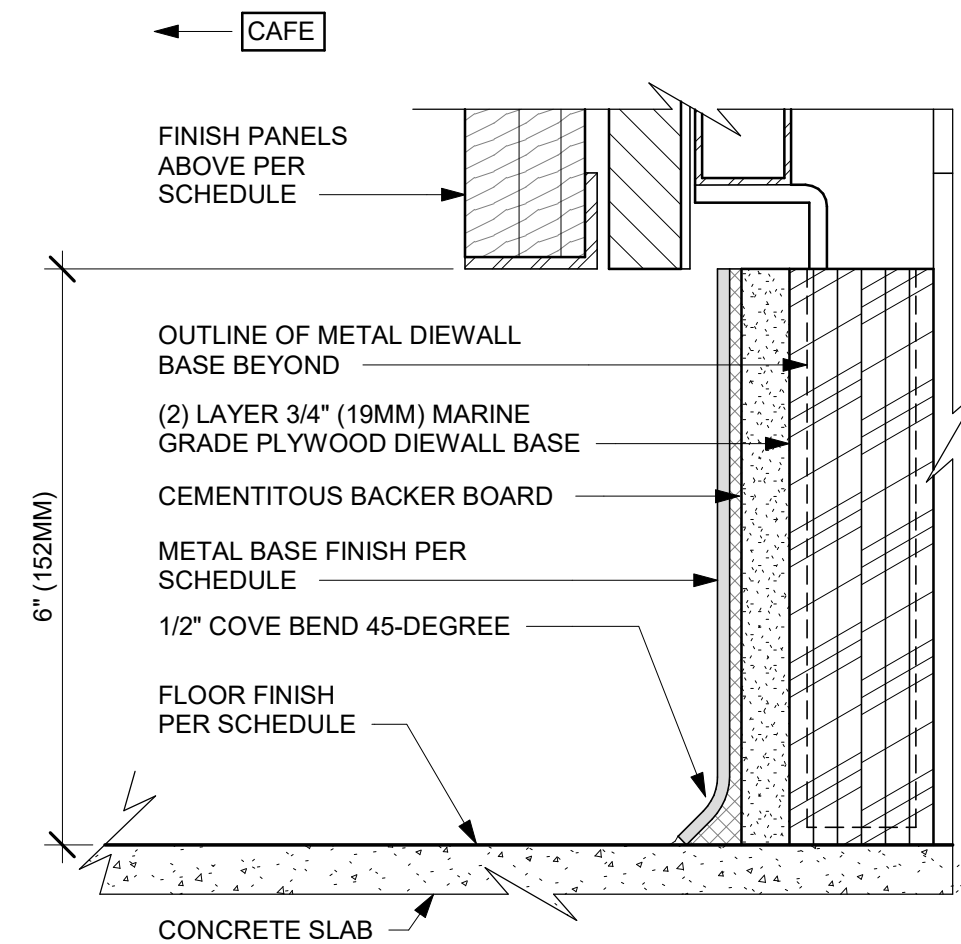 CAFE
FINISH PANELS
ABOVE PER
SCHEDULE
OUTLINE OF METAL DIEWALL
BASE BEYOND
(2) LAYER 3/4" (19MM) MARINE
GRADE PLYWOOD DIEWALL BASE
CEMENTITOUS BACKER BOARD
METAL BASE FINISH PER
SCHEDULE
6" (152MM)
1/2" COVE BEND 45-DEGREE
FLOOR FINISH
PER SCHEDULE
CONCRETE SLAB